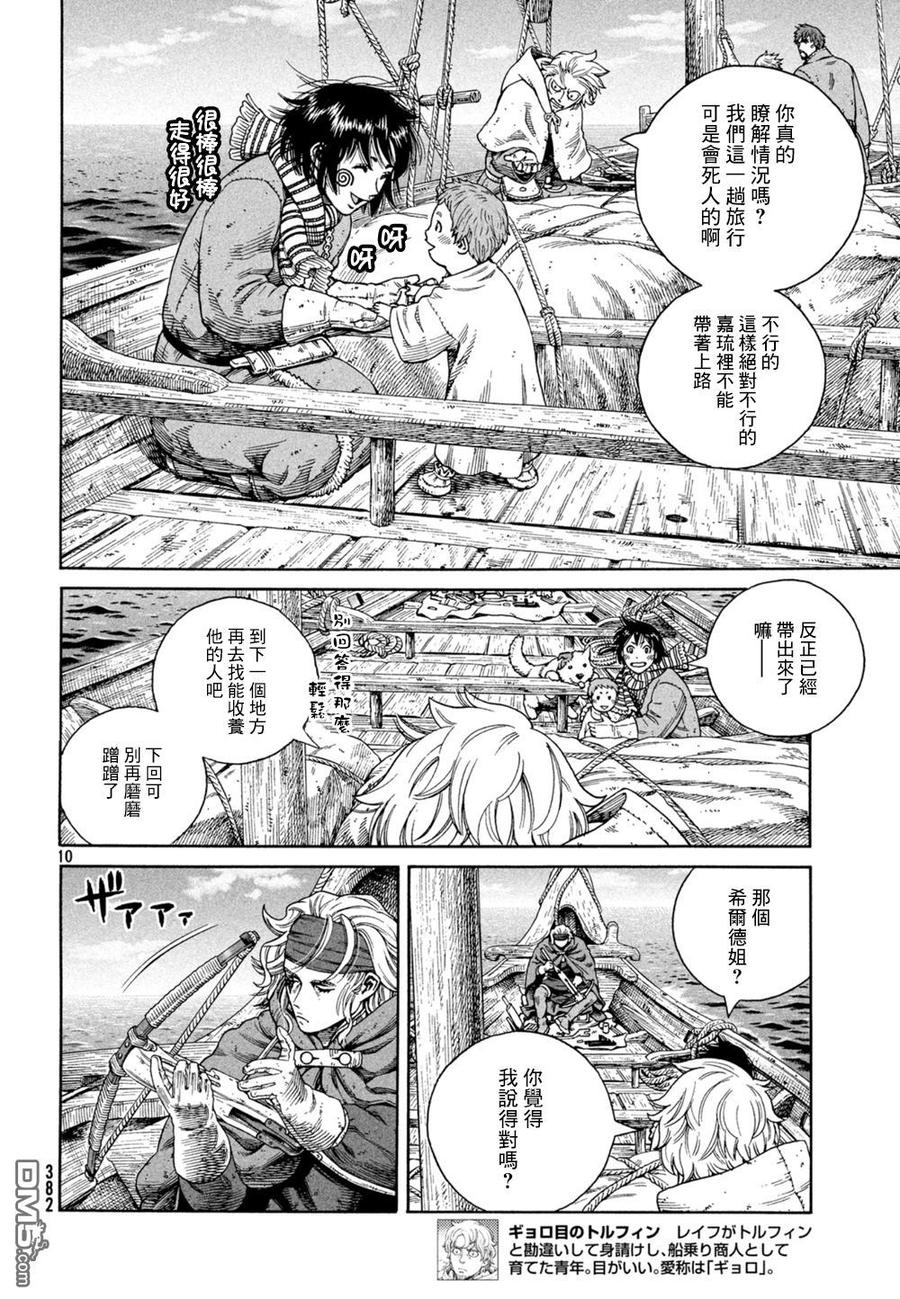 你真的
瞭解情況嗎？
我們這一趟旅行
可是會死人的啊
不行的
這樣絕對不行的
嘉琉裡不能
帶著上路
很棒很棒
走得很好
呀
呀
反正已經
帶出來了
嘛——
別回答得那麼
輕鬆
到下一個地方
再去找能收養
他的人吧
下回可
別再磨磨
蹭蹭了
10
那個
希爾德姐？
你覺得
我說得對嗎？
ザアアァ
382
ギョロ目のトルフィン　レイフがトルフィン
と勘違いして身請けし、船乗り商人として
育てた青年。目がいい。愛称は「ギョロ」。
DM5.com